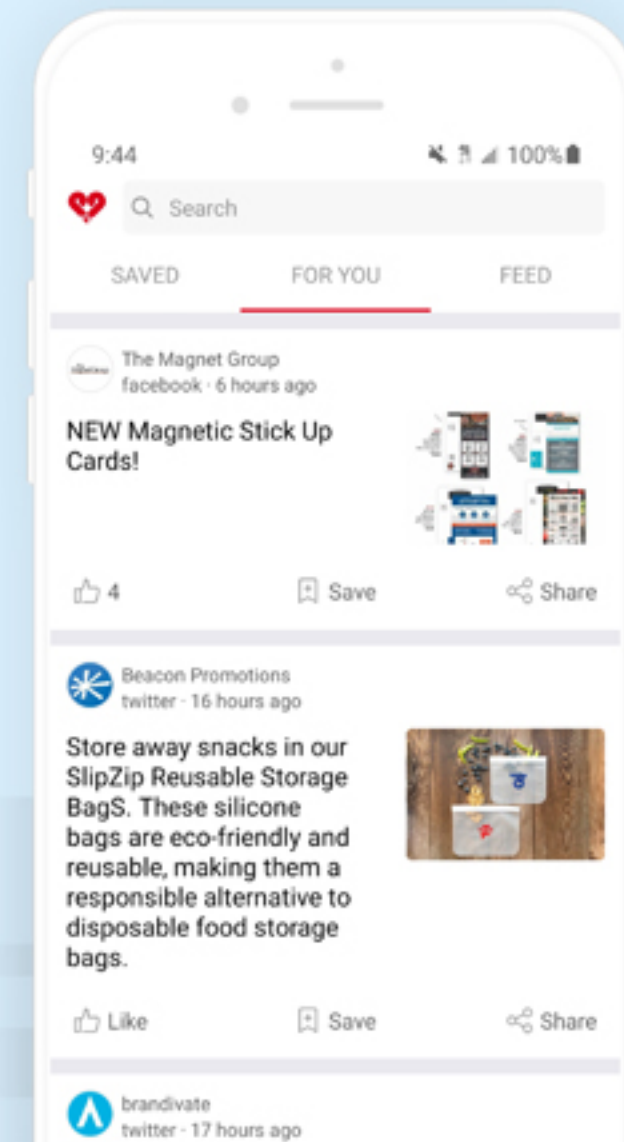 9:44 100%
Search
SAVED FOR YOU FEED
The Magnet Group
facebook · 6 hours ago
NEW Magnetic Stick Up
Cards!
4 Save Share
Beacon Promotions
twitter · 16 hours ago
Store away snacks in our
SlipZip Reusable Storage
BagS. These silicone
bags are eco-friendly and
reusable, making them a
responsible alternative to
disposable food storage
bags.
Like Save Share
brandivate
twitter · 17 hours ago